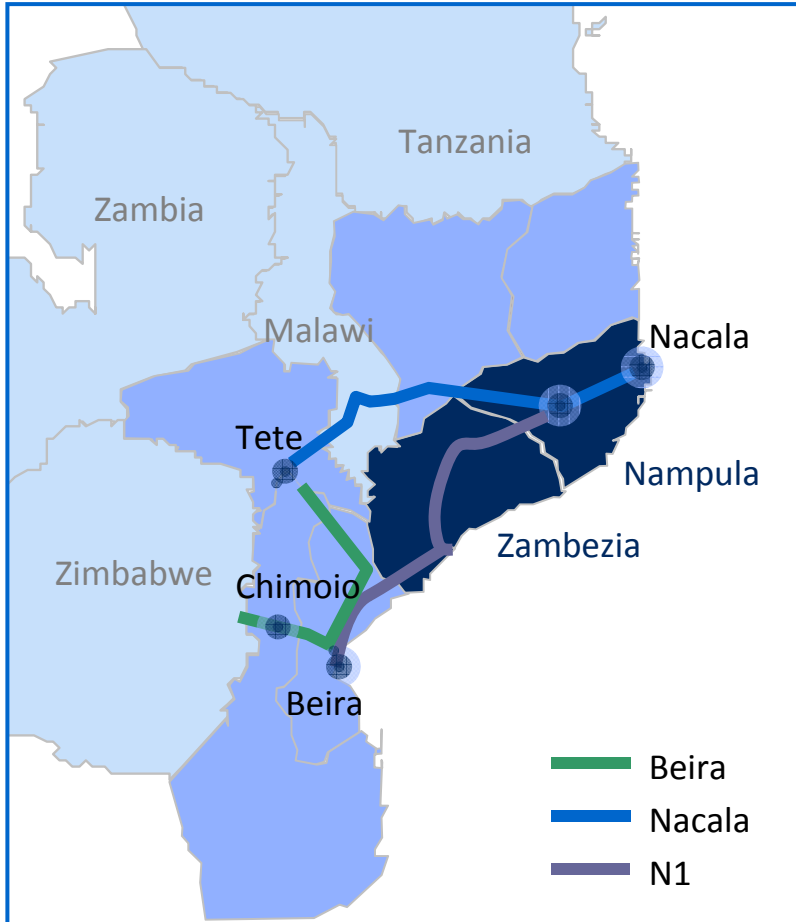 Tanzania
Zambia
Malawi
Nacala
Tete
Nampula
Zambezia
Zimbabwe
Chimoio
Beira
Beira
Nacala
N1